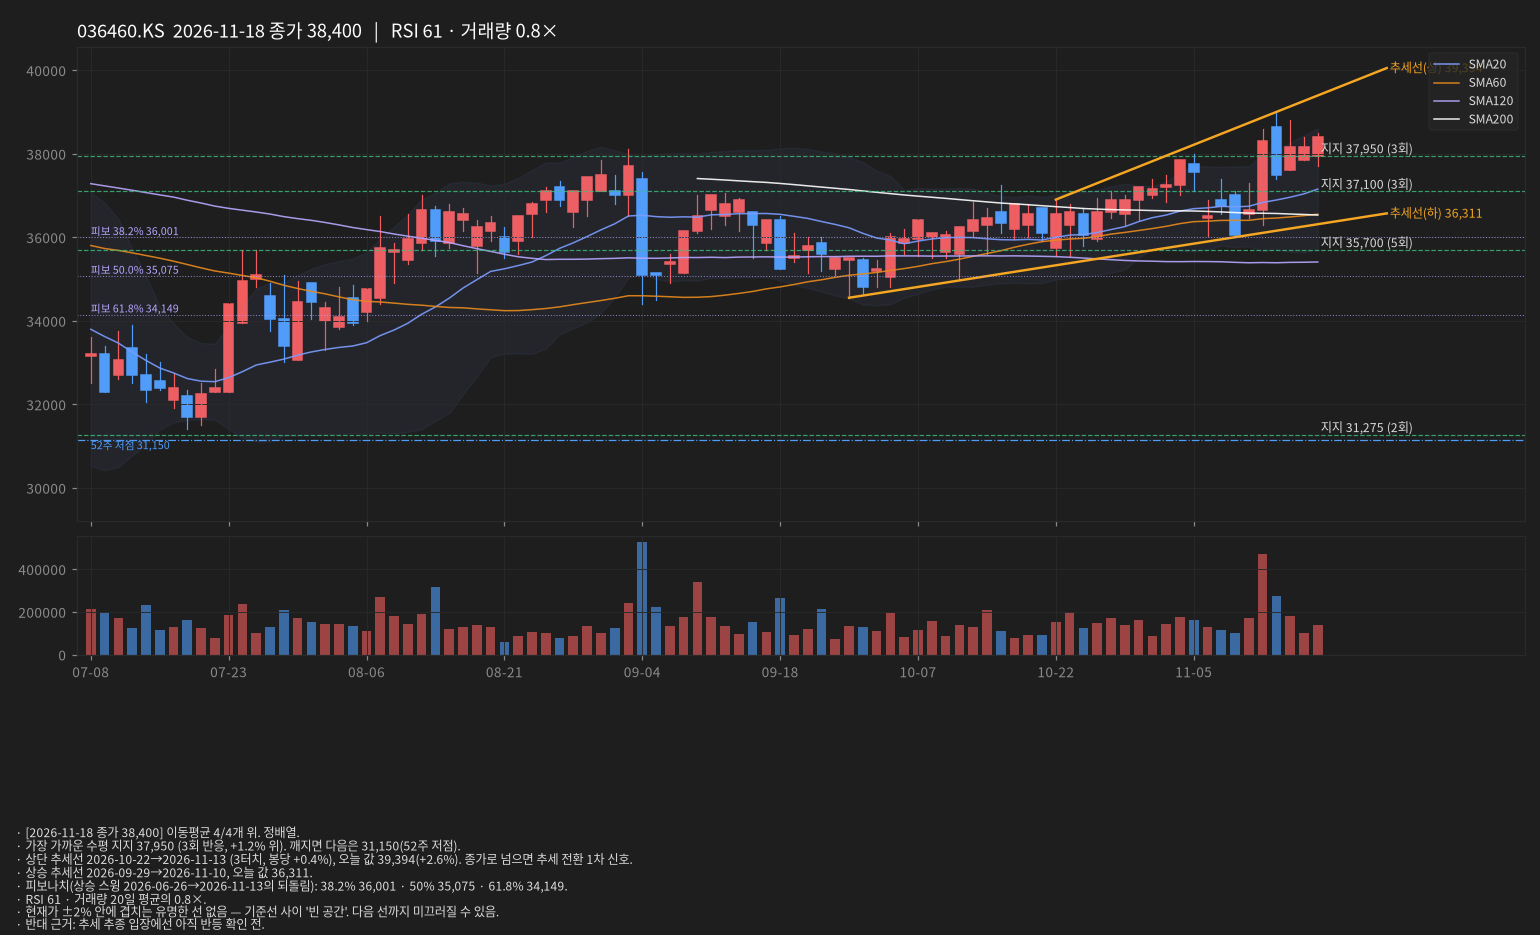 036460.KS 2026-11-18 종가 38,400 | RSI 61 · 거래량 0.8×
40000
38000
36000
34000
32000
30000
SMA20
SMA60
SMA120
SMA200
추세선(
지지 37,950 (3회)
지지 37,100 (3회)
추세선(하) 36,311
지지 35,700 (5회)
지지 31,275 (2회)
피보 38.2% 36,001
피보 50.0% 35,075
피보 61.8% 34,149
52주 저점 31,150
400000
200000
0
07-08 07-23 08-06 08-21 09-04 09-18 10-07 10-22 11-05
· [2026-11-18 종가 38,400] 이동평균 4/4개 위. 정배열.
· 가장 가까운 수평 지지 37,950 (3회 반응, +1.2% 위). 깨지면 다음은 31,150(52주 저점).
· 상단 추세선 2026-10-22→2026-11-13 (3터치, 봉당 +0.4%), 오늘 값 39,394(+2.6%). 종가로 넘으면 추세 전환 1차 신호.
· 상승 추세선 2026-09-29→2026-11-10, 오늘 값 36,311.
· 피보나치(상승 스윙 2026-06-26→2026-11-13의 되돌림): 38.2% 36,001 · 50% 35,075 · 61.8% 34,149.
· RSI 61 · 거래량 20일 평균의 0.8×.
· 현재가 ±2% 안에 겹치는 유명한 선 없음 — 기준선 사이 '빈 공간'. 다음 선까지 미끄러질 수 있음.
· 반대 근거: 추세 추종 입장에선 아직 반등 확인 전.